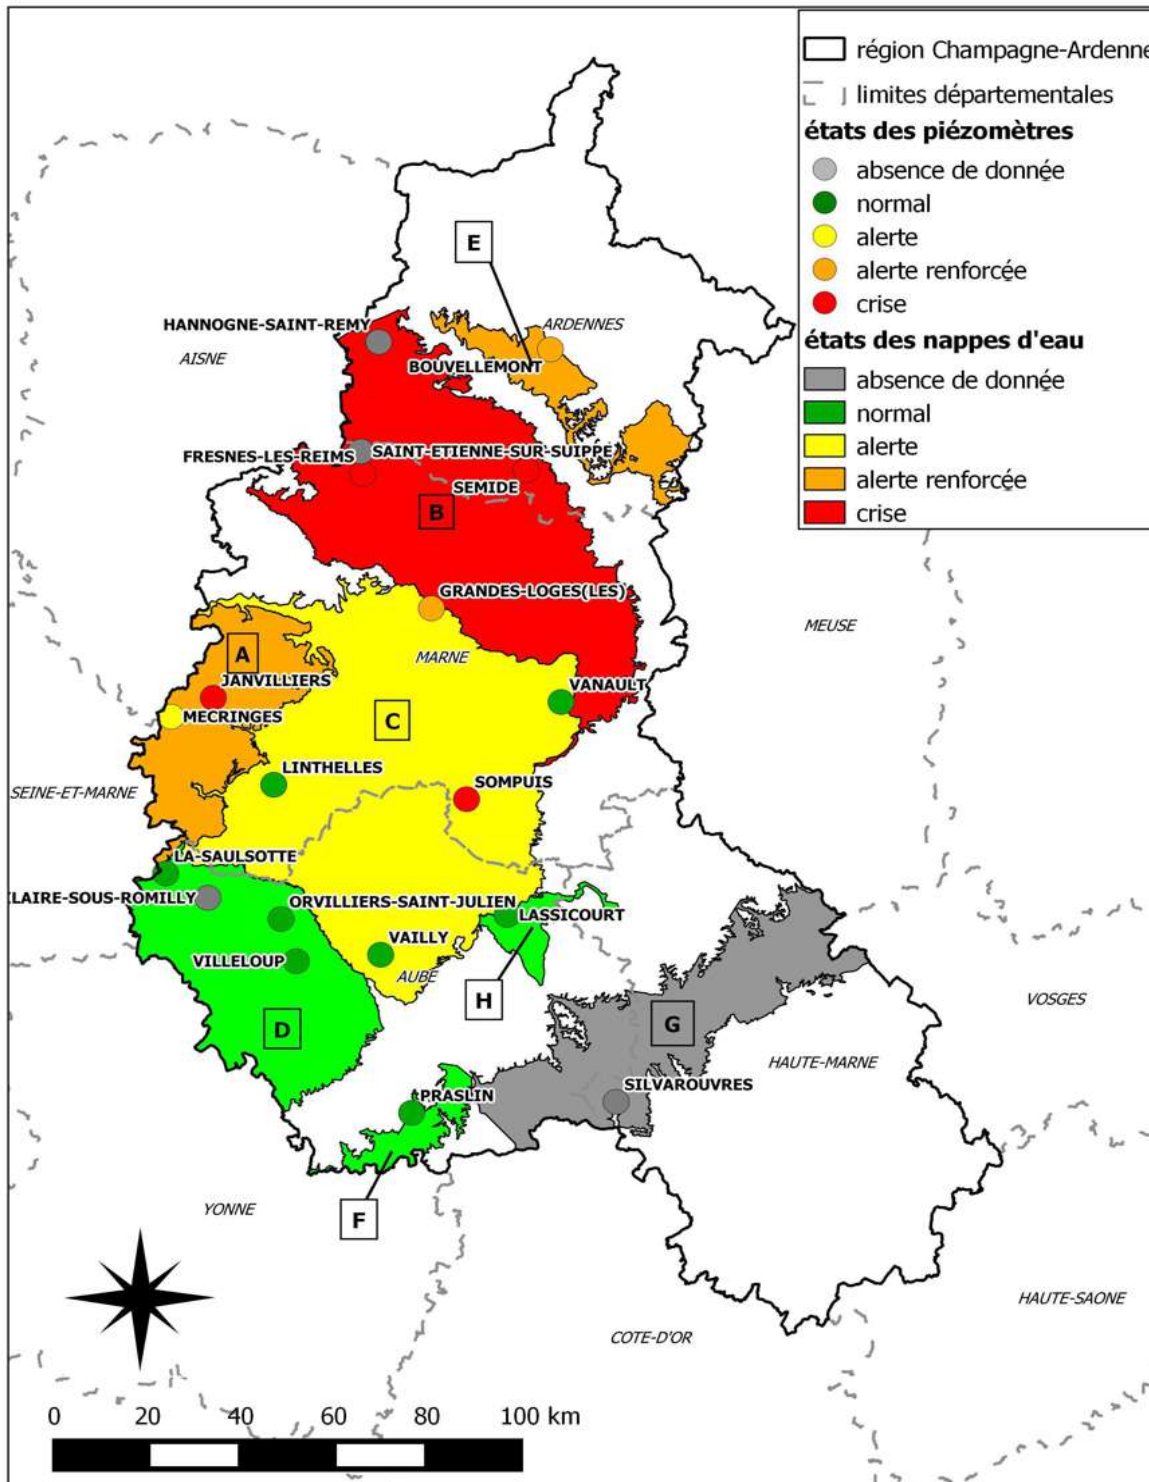 région Champagne-Ardenne
limites départementales
états des piézomètres
absence de donnée
normal
alerte
alerte renforcée
crise
états des nappes d'eau
absence de donnée
normal
alerte
alerte renforcée
crise
E
ARDENNES
HANNOGNE-SAINT-REMY
AISNE
BOUVELLEMONT
FRESNES-LES-REIMS
SAINT-ETIENNE-SUR-SUIPPE
SEMIDE
B
GRANDES-LOGES(LES)
MEUSE
A
MARNE
JANVILLIERS
VANAULT
MECRINGES
C
LINTHELLES
SOMPUIS
SEINE-ET-MARNE
LA-SAULSOTTE
CLAIRE-SOUS-ROMILLY
ORVILLIERS-SAINT-JULIEN
LASSICOURT
VAILLY
VILLELOUP
AUBE
H
VOSGES
D
G
HAUTE-MARNE
SILVAROUVRES
PRASLIN
YONNE
F
HAUTE-SAONE
COTE-D'OR
0 20 40 60 80 100 km